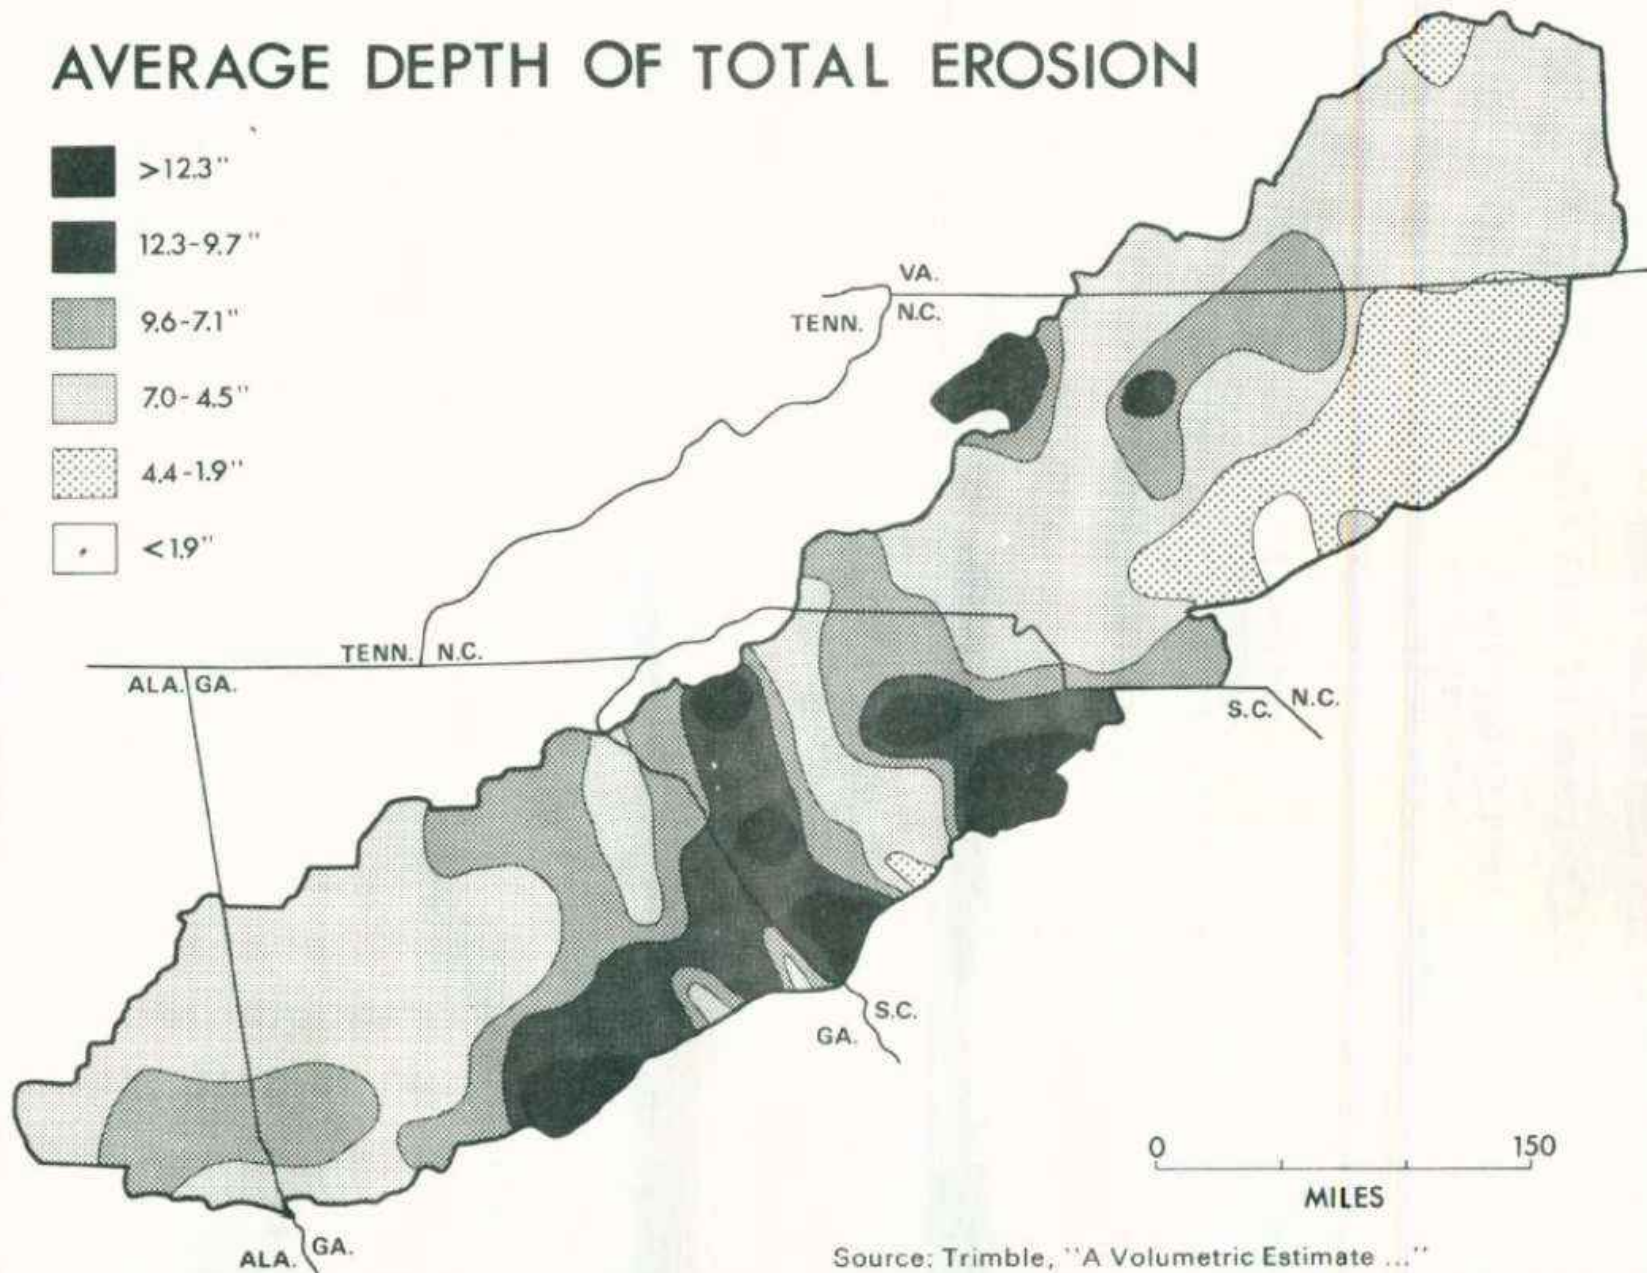 AVERAGE DEPTH OF TOTAL EROSION
>12.3"
12.3-9.7"
9.6-7.1"
7.0-4.5"
4.4-1.9"
<1.9"
VA.
TENN. N.C.
TENN. N.C.
ALA. GA.
S.C. N.C.
S.C.
GA.
0 150
MILES
ALA. GA.
Source: Trimble, "A Volumetric Estimate ..."